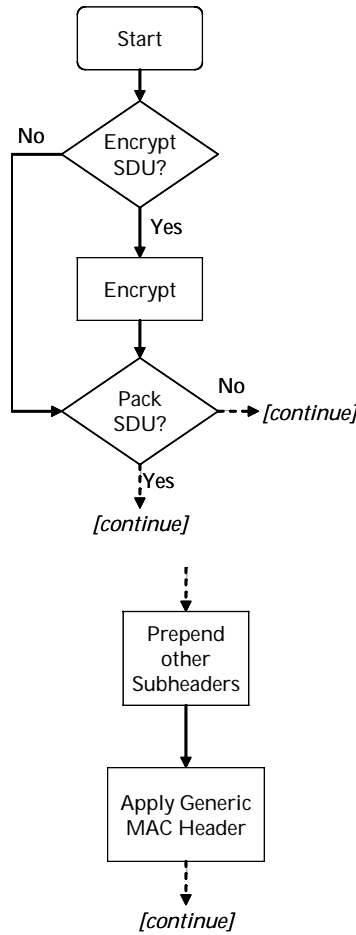 Start
No
Encrypt
SDU?
Yes
Encrypt
Pack
SDU?
No
[continue]
Yes
[continue]
Prepend
other
Subheaders
Apply Generic
MAC Header
[continue]